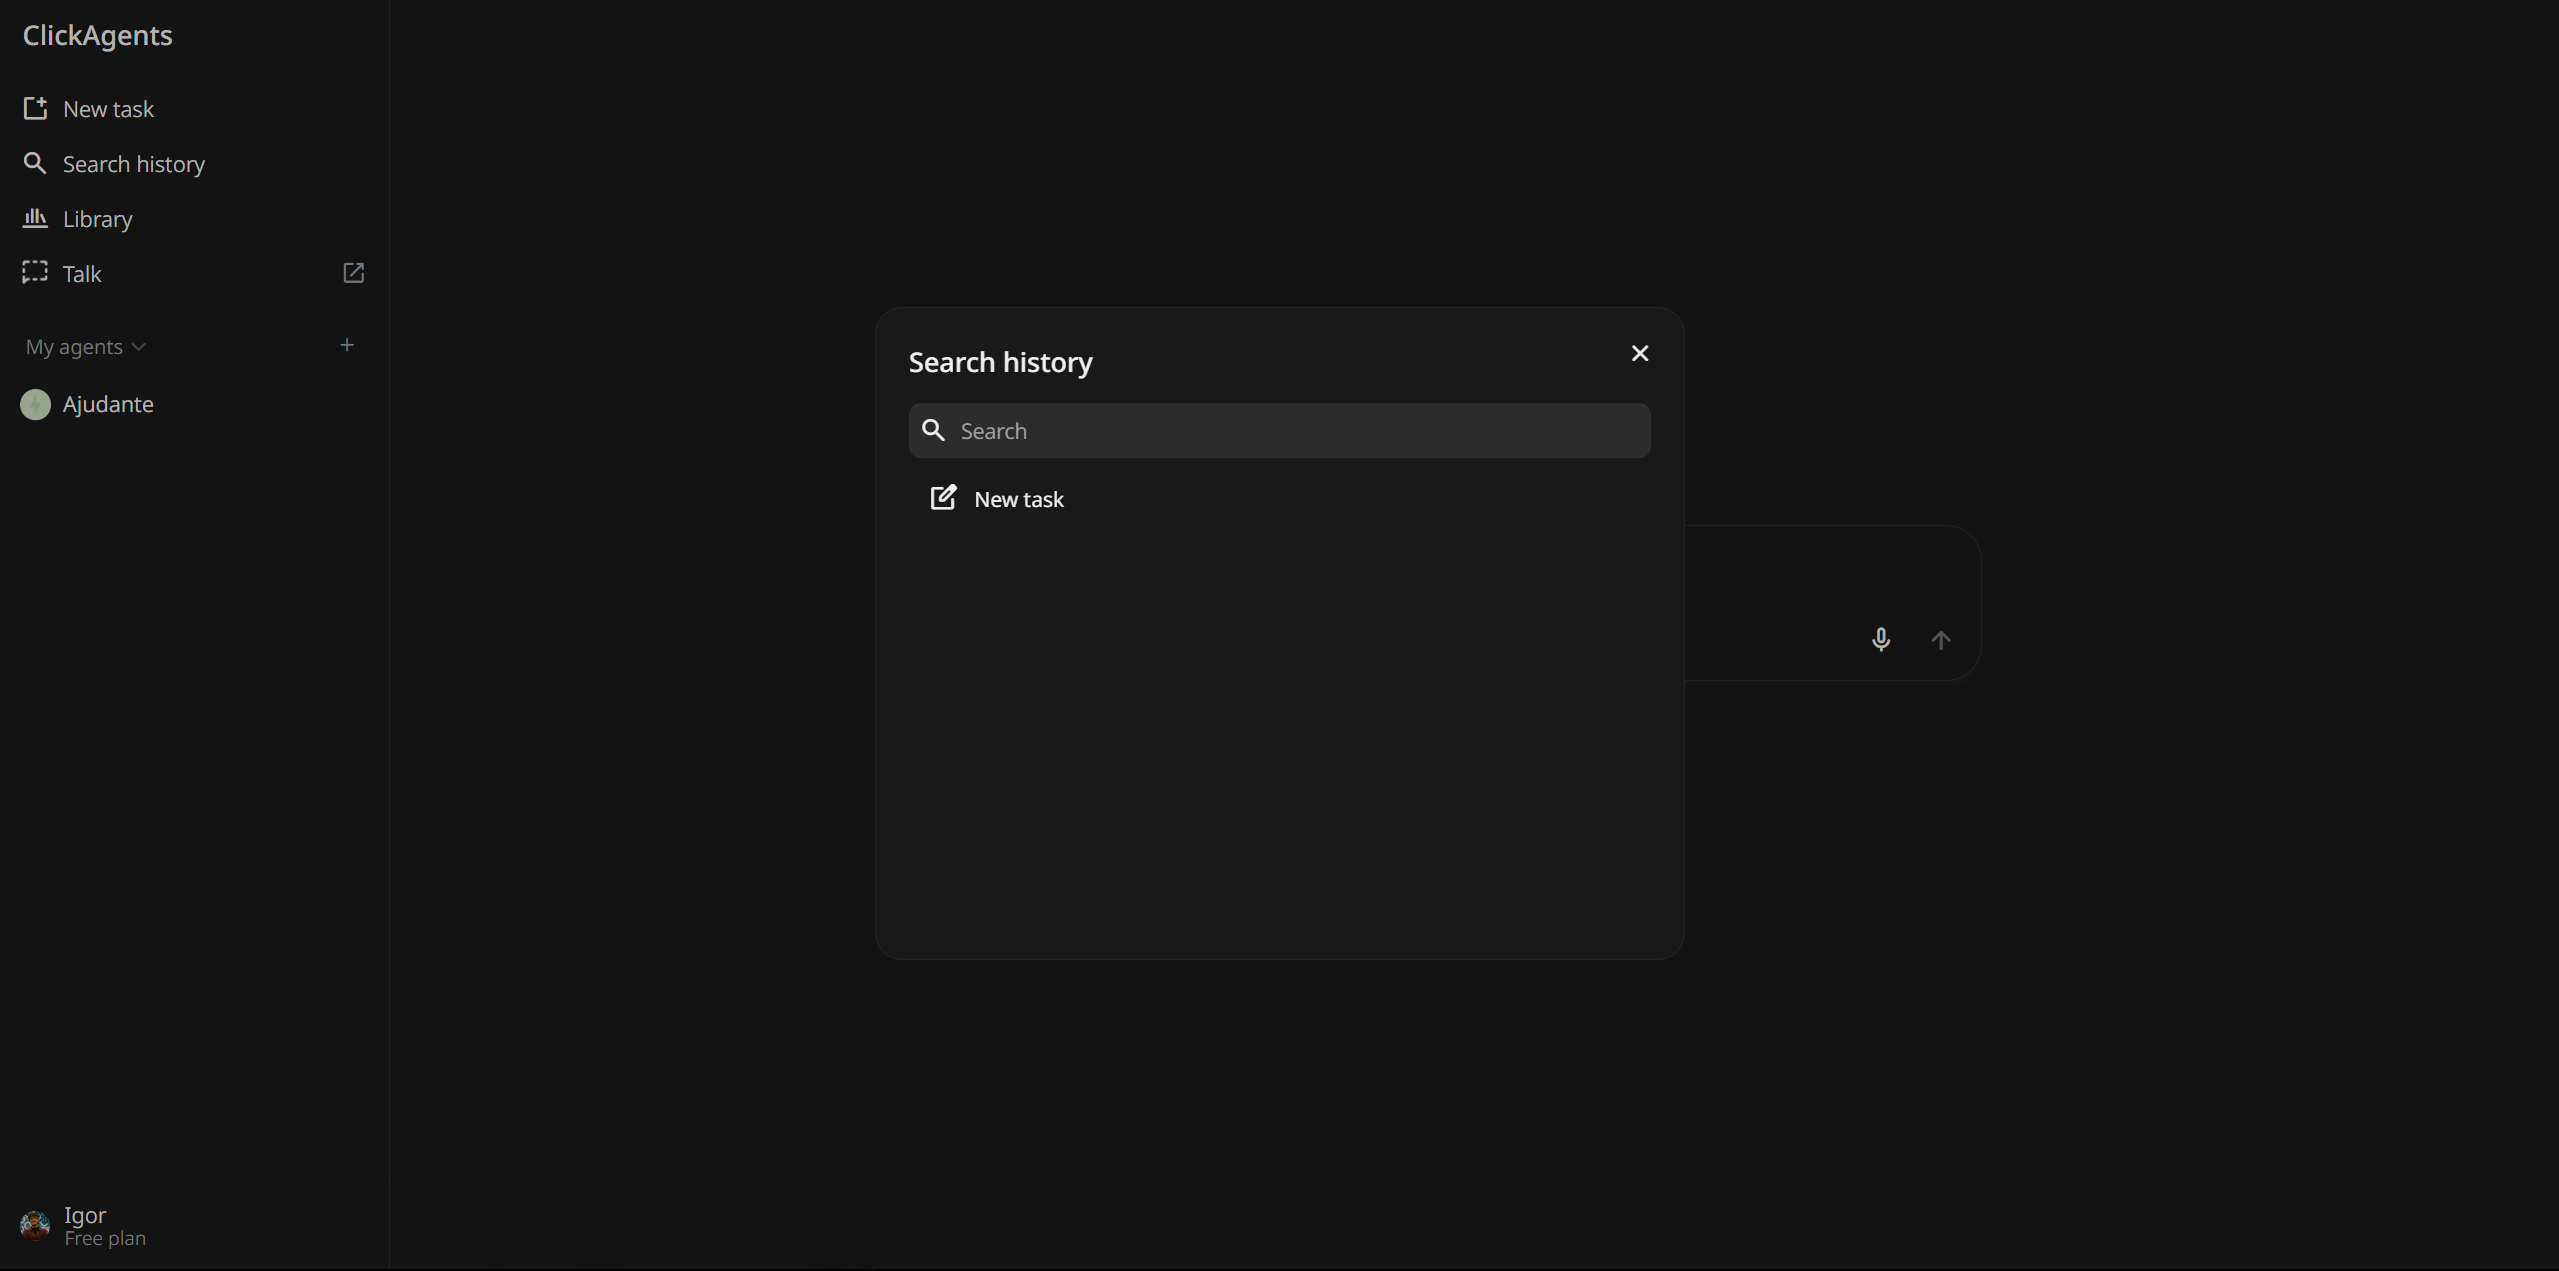 ClickAgents
New task
Search history
Library
Talk
My agents
Ajudante
Igor
Free plan
Search history
Search
New task